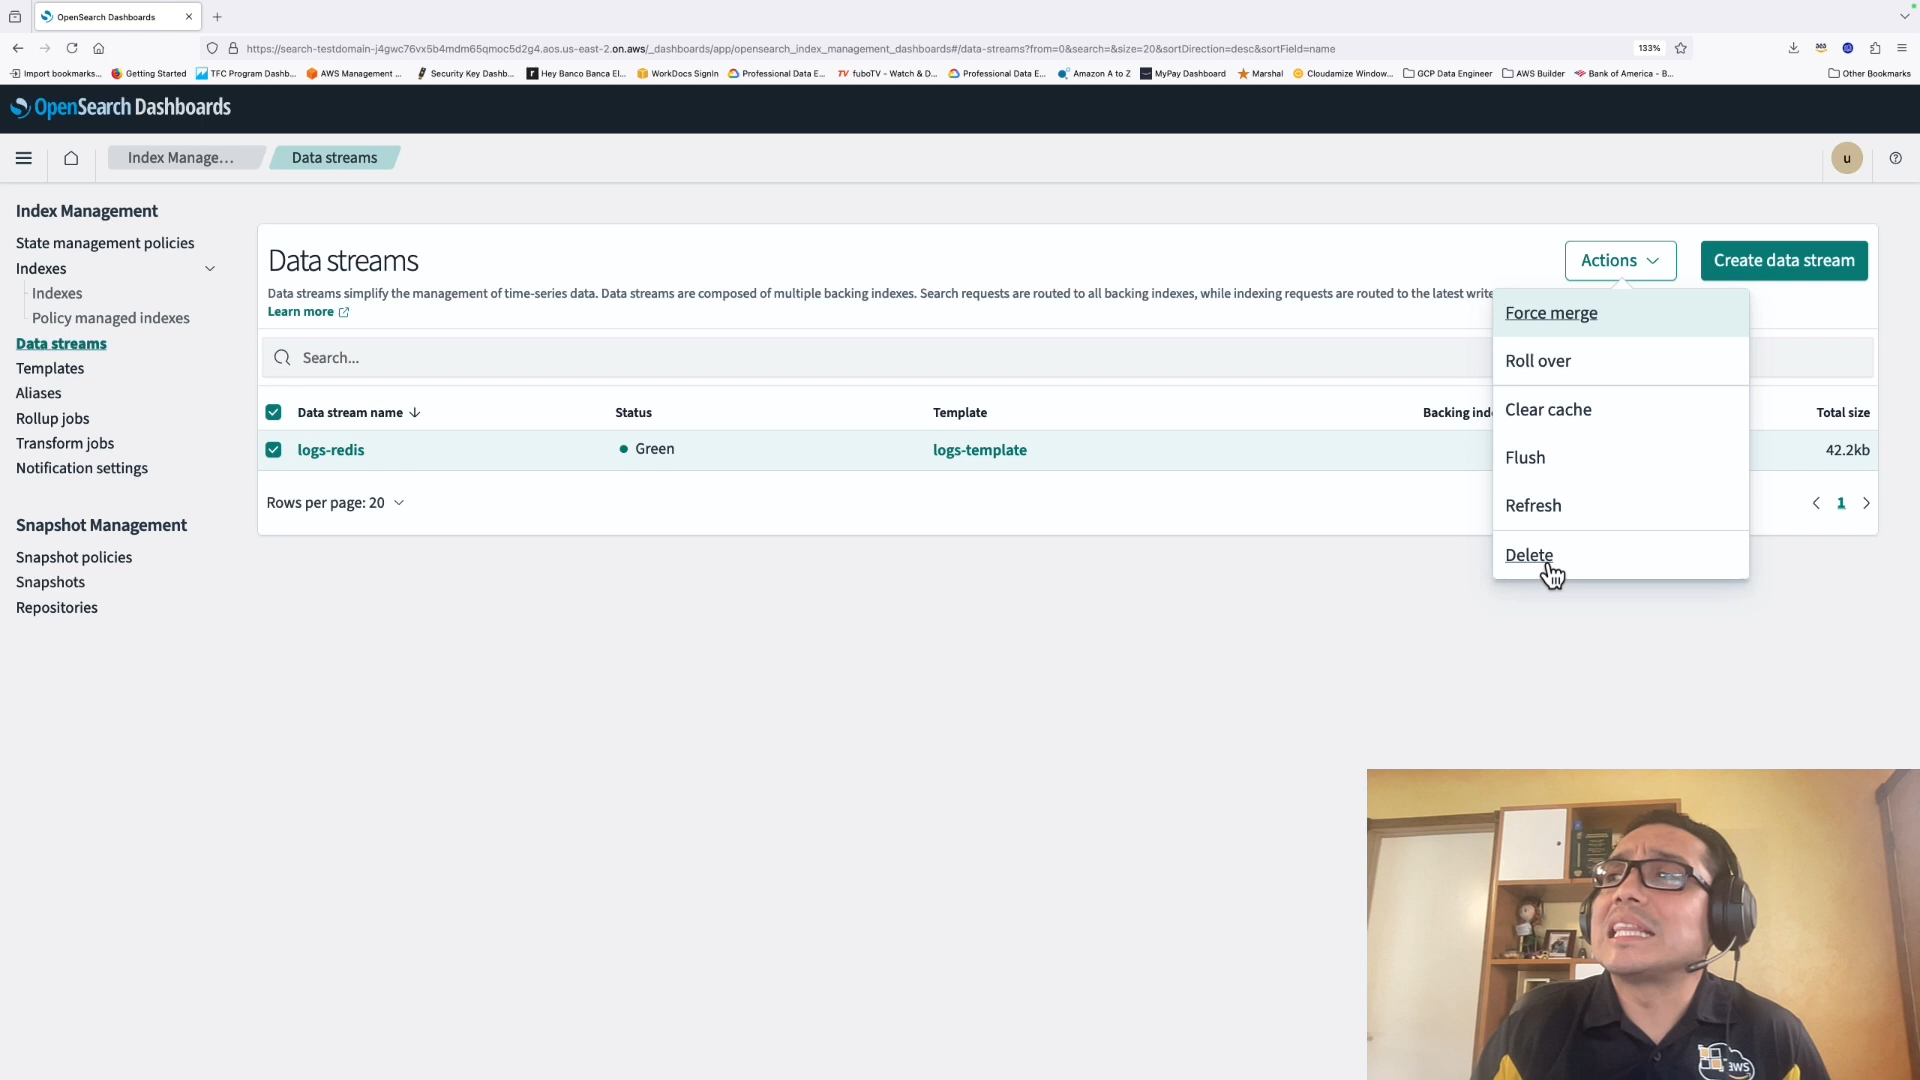 OpenSearch Dashboards
https://search-testdomain-j4gwc76vx5b4mdm65qmoc5d2g4.aos.us-east-2.on.aws/_dashboards/app/opensearch_index_management_dashboards#/data-streams?from=0&search=&size=20&sortDirection=desc&sortField=name
133%
Import bookmarks...
Getting Started
TFC Program Dashb...
AWS Management ...
Security Key Dashb...
Hey Banco Banca El...
WorkDocs SignIn
Professional Data E...
fuboTV - Watch & D...
Professional Data E...
Amazon A to Z
MyPay Dashboard
Marshal
Cloudamize Window...
GCP Data Engineer
AWS Builder
Bank of America - B...
Other Bookmarks
OpenSearch Dashboards
Index Manage...
Data streams
u
Index Management
State management policies
Indexes
Indexes
Policy managed indexes
Data streams
Templates
Aliases
Rollup jobs
Transform jobs
Notification settings
Snapshot Management
Snapshot policies
Snapshots
Repositories
Data streams
Actions
Create data stream
Data streams simplify the management of time-series data. Data streams are composed of multiple backing indexes. Search requests are routed to all backing indexes, while indexing requests are routed to the latest write
Learn more
Search...
Data stream name
Status
Template
Backing
Total size
logs-redis
Green
logs-template
42.2kb
Rows per page: 20
1
Force merge
Roll over
Clear cache
Flush
Refresh
Delete
aws